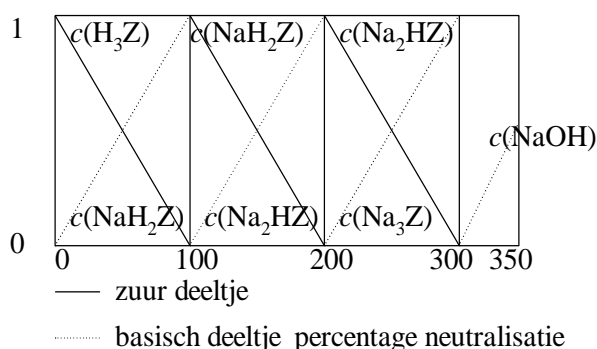 1
c(H₃Z) c(NaH₂Z) c(Na₂HZ)
c(NaOH)
c(NaH₂Z) c(Na₂HZ) c(Na₃Z)
0
0 100 200 300 350
zuur deeltje
basisch deeltje percentage neutralisatie